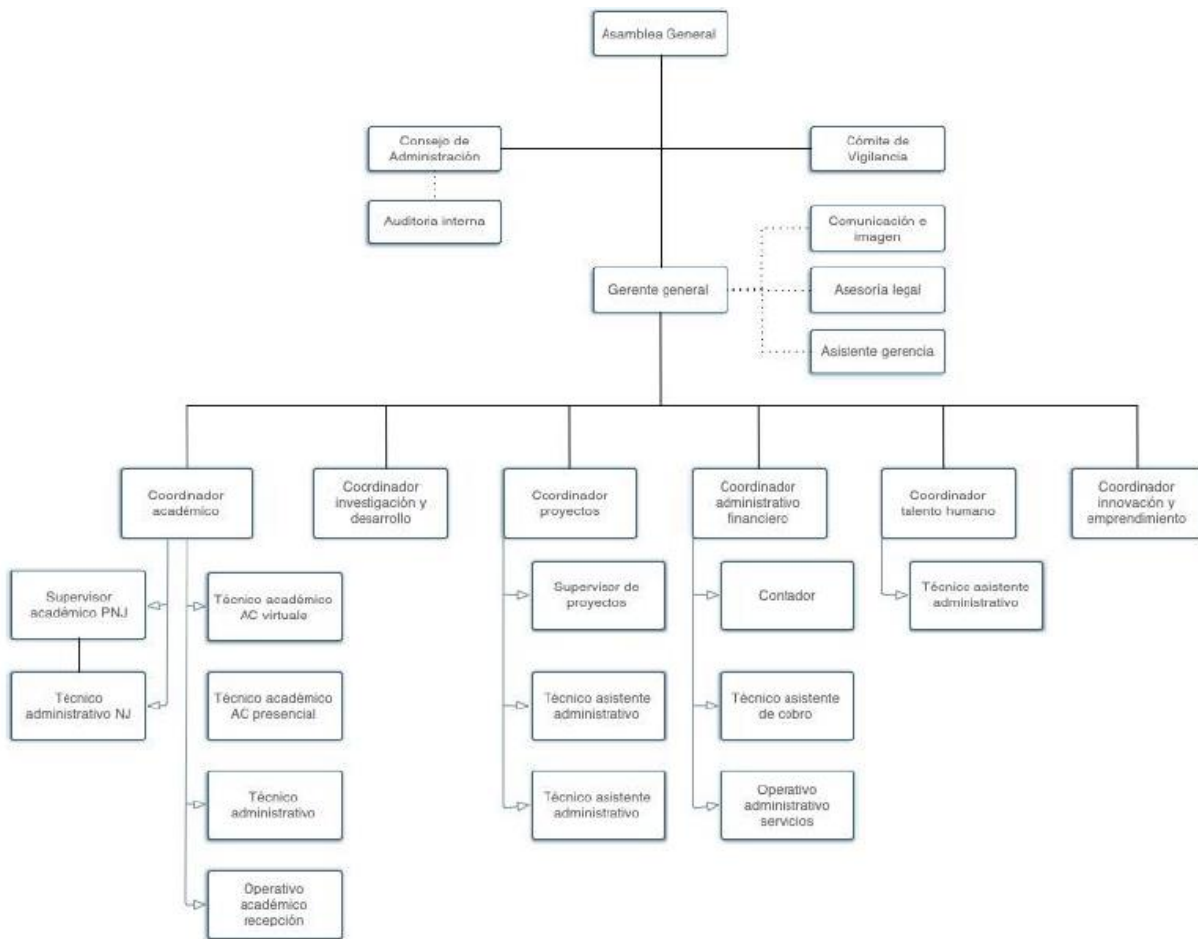 Asamblea General
Consejo de
Administración
Cómite de
Vigilancia
Auditoria interna
Comunicación e
imagen
Gerente general
Asesoría legal
Asistente gerencia
Coordinador
académico
Coordinador
investigación y
desarrollo
Coordinador
proyectos
Coordinador
administrativo
financiero
Coordinador
talento humano
Coordinador
innovación y
emprendimiento
Supervisor
académico PNJ
Técnico
administrativo NJ
Técnico académico
AC virtuale
Técnico académico
AC presencial
Técnico
administrativo
Operativo
académico
recepción
Supervisor de
proyectos
Técnico asistente
administrativo
Técnico asistente
administrativo
Contador
Técnico asistente
de cobro
Operativo
administrativo
servicios
Técnico asistente
administrativo